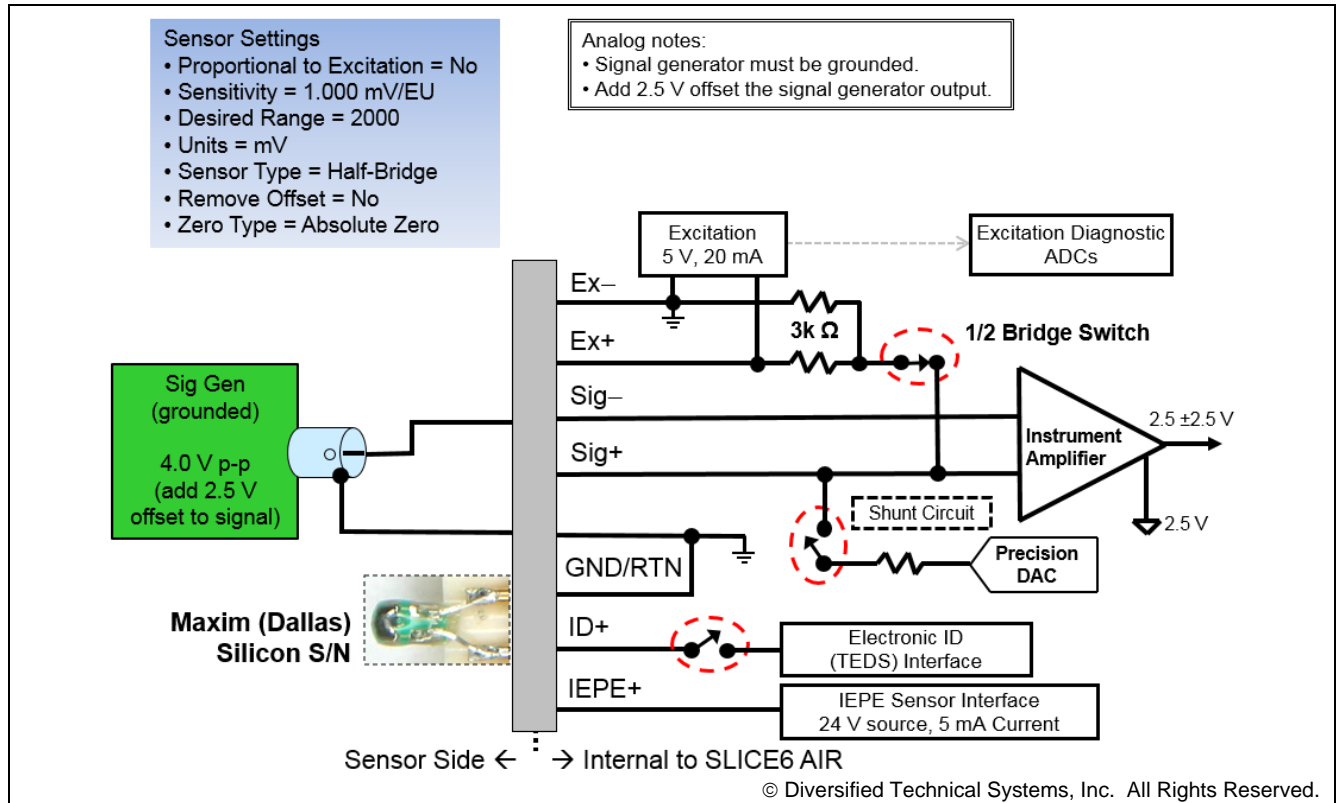 Sensor Settings
• Proportional to Excitation = No
• Sensitivity = 1.000 mV/EU
• Desired Range = 2000
• Units = mV
• Sensor Type = Half-Bridge
• Remove Offset = No
• Zero Type = Absolute Zero
Analog notes:
• Signal generator must be grounded.
• Add 2.5 V offset the signal generator output.
Excitation
5 V, 20 mA
Excitation Diagnostic
ADCs
Ex–
3k Ω
1/2 Bridge Switch
Ex+
Sig Gen
(grounded)
4.0 V p-p
(add 2.5 V
offset to signal)
Sig–
Sig+
Instrument
Amplifier
2.5 ±2.5 V
2.5 V
Shunt Circuit
Precision
DAC
GND/RTN
Maxim (Dallas)
Silicon S/N
ID+
Electronic ID
(TEDS) Interface
IEPE+
IEPE Sensor Interface
24 V source, 5 mA Current
Sensor Side ← → Internal to SLICE6 AIR
© Diversified Technical Systems, Inc. All Rights Reserved.